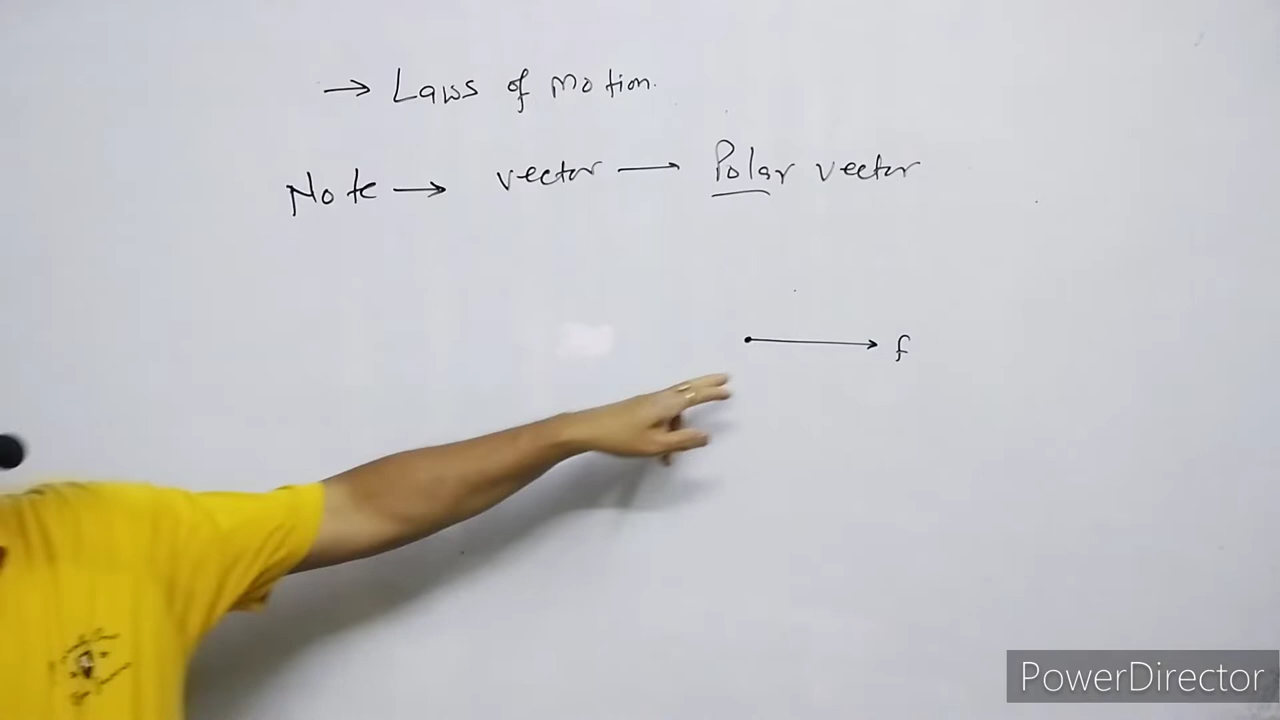 → Laws of motion.
Note → vector → Polar vector
f
PowerDirector